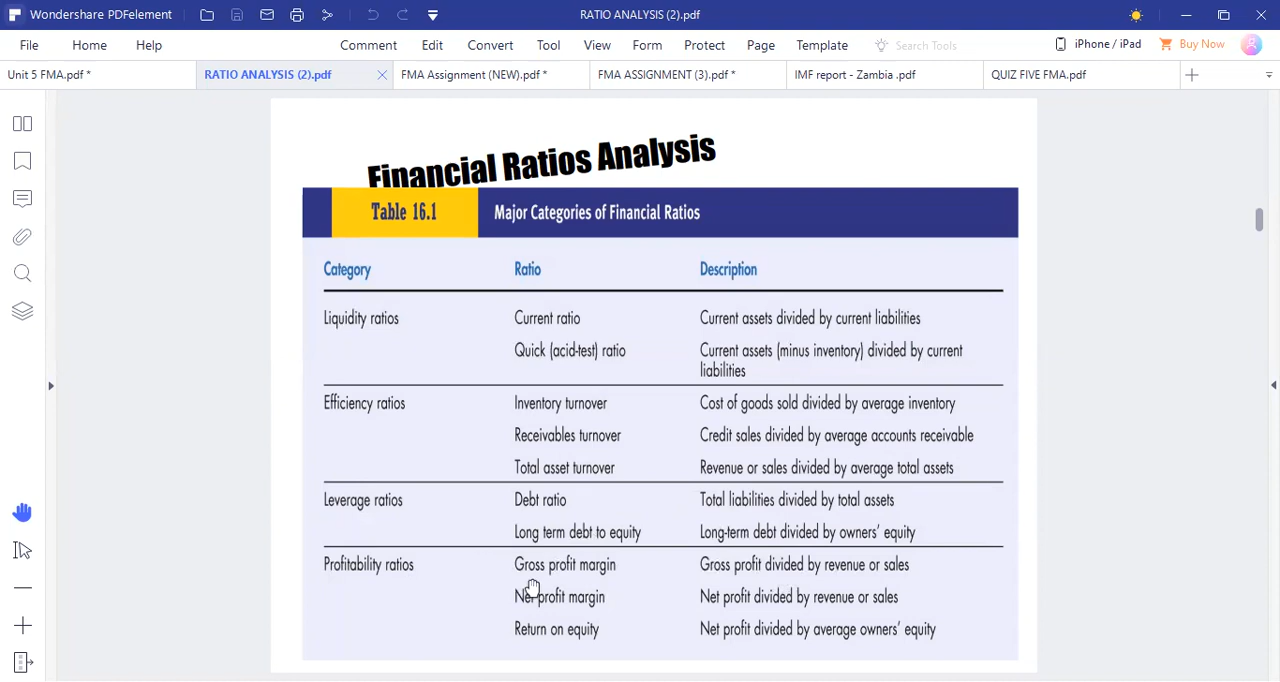 Wondershare PDFelement
RATIO ANALYSIS (2).pdf
File Home Help Comment Edit Convert Tool View Form Protect Page Template Search Tools iPhone / iPad Buy Now
Unit 5 FMA.pdf * RATIO ANALYSIS (2).pdf FMA Assignment (NEW).pdf * FMA ASSIGNMENT (3).pdf * IMF report - Zambia .pdf QUIZ FIVE FMA.pdf
Financial Ratios Analysis
Table 16.1 Major Categories of Financial Ratios
Category Ratio Description
Liquidity ratios Current ratio Current assets divided by current liabilities
Quick (acid-test) ratio Current assets (minus inventory) divided by current
liabilities
Efficiency ratios Inventory turnover Cost of goods sold divided by average inventory
Receivables turnover Credit sales divided by average accounts receivable
Total asset turnover Revenue or sales divided by average total assets
Leverage ratios Debt ratio Total liabilities divided by total assets
Long term debt to equity Long-term debt divided by owners' equity
Profitability ratios Gross profit margin Gross profit divided by revenue or sales
Net profit margin Net profit divided by revenue or sales
Return on equity Net profit divided by average owners' equity